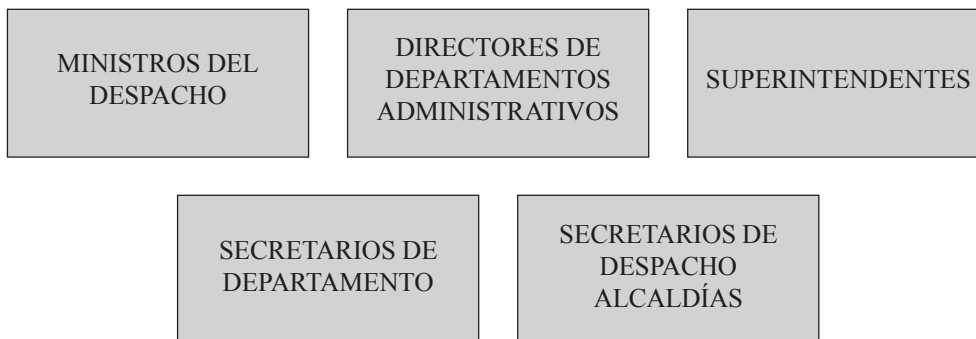 MINISTROS DEL
DESPACHO
DIRECTORES DE
DEPARTAMENTOS
ADMINISTRATIVOS
SUPERINTENDENTES
SECRETARIOS DE
DEPARTAMENTO
SECRETARIOS DE
DESPACHO
ALCALDÍAS